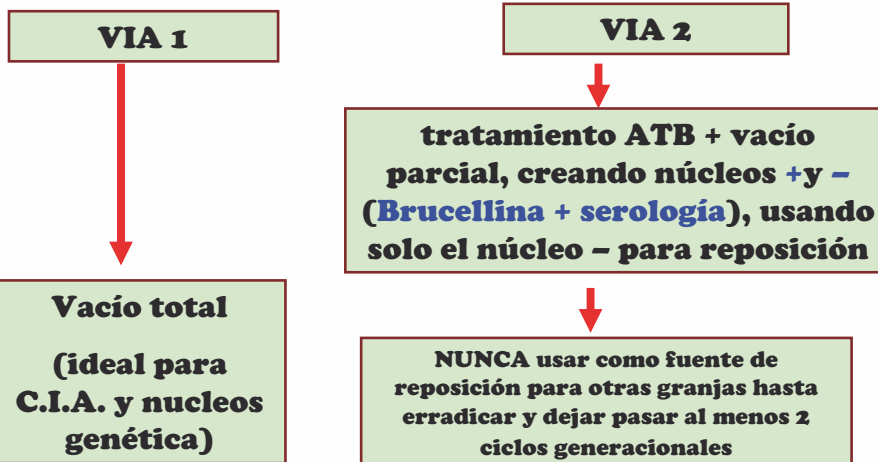 VIA 1
Vacío total
(ideal para
C.I.A. y nucleos
genética)
VIA 2
tratamiento ATB + vacío
parcial, creando núcleos +y –
(Brucellina + serología), usando
solo el núcleo – para reposición
NUNCA usar como fuente de
reposición para otras granjas hasta
erradicar y dejar pasar al menos 2
ciclos generacionales